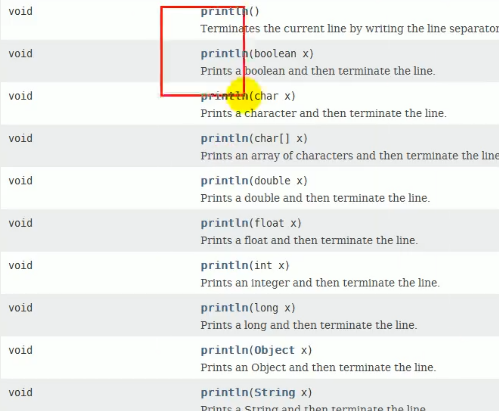 void println()
Terminates the current line by writing the line separator
void println(boolean x)
Prints a boolean and then terminate the line.
void println(char x)
Prints a character and then terminate the line.
void println(char[] x)
Prints an array of characters and then terminate the line
void println(double x)
Prints a double and then terminate the line.
void println(float x)
Prints a float and then terminate the line.
void println(int x)
Prints an integer and then terminate the line.
void println(long x)
Prints a long and then terminate the line.
void println(Object x)
Prints an Object and then terminate the line.
void println(String x)
Prints a String and then terminate the line